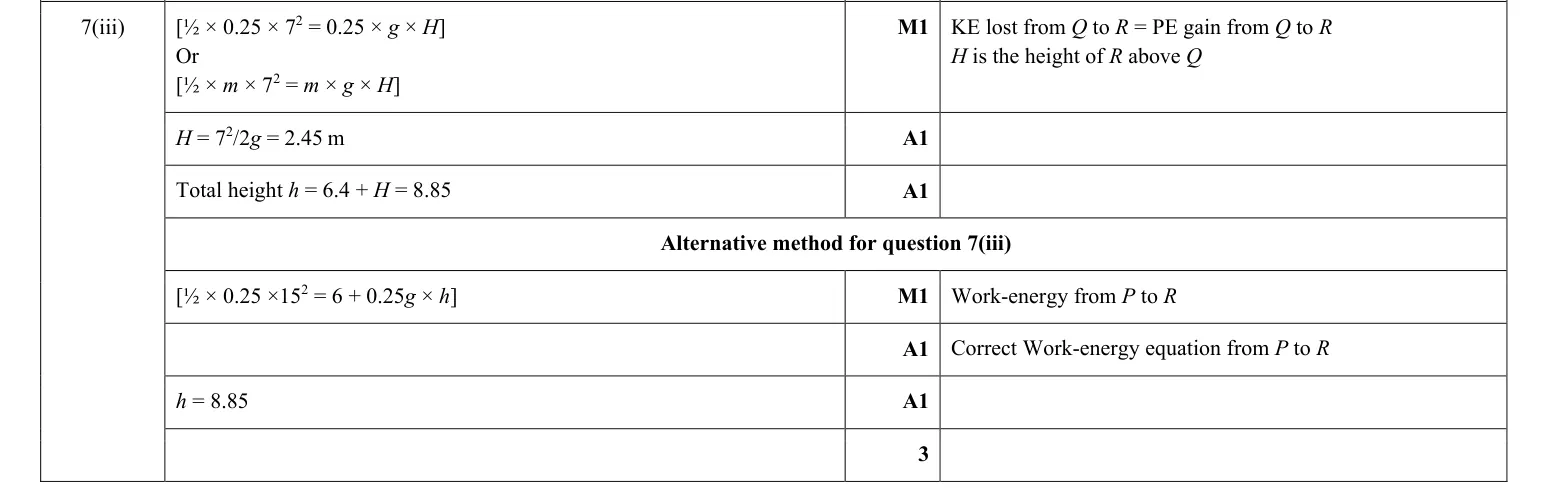 7(iii) [½ × 0.25 × 7² = 0.25 × g × H] M1 KE lost from Q to R = PE gain from Q to R
Or H is the height of R above Q
[½ × m × 7² = m × g × H]
H = 7²/2g = 2.45 m A1
Total height h = 6.4 + H = 8.85 A1
Alternative method for question 7(iii)
[½ × 0.25 ×15² = 6 + 0.25g × h] M1 Work-energy from P to R
A1 Correct Work-energy equation from P to R
h = 8.85 A1
3